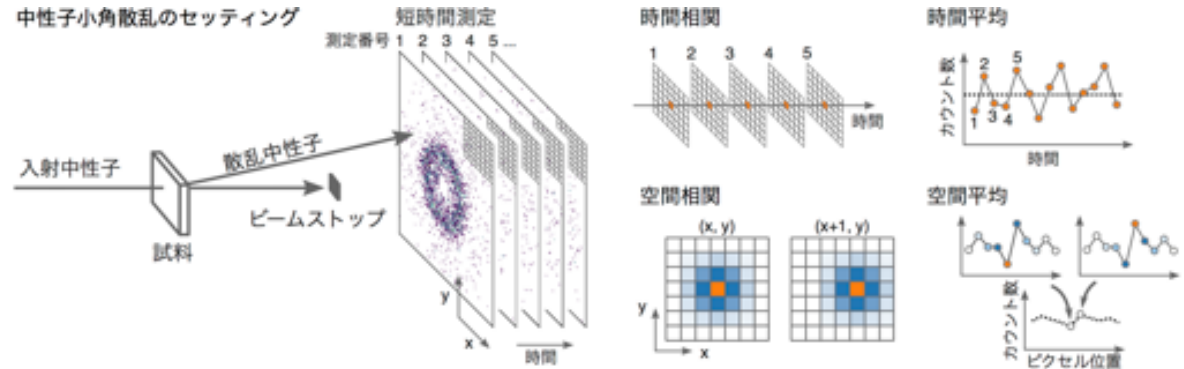 中性子小角散乱のセッティング
短時間測定
測定番号 1 2 3 4 5 ...
入射中性子
散乱中性子
ビームストップ
試料
y
x
時間
時間相関
1 2 3 4 5
時間
空間相関
(x, y) (x+1, y)
y
x
時間平均
カウント数
1 2 3 4 5
時間
空間平均
カウント数
ピクセル位置